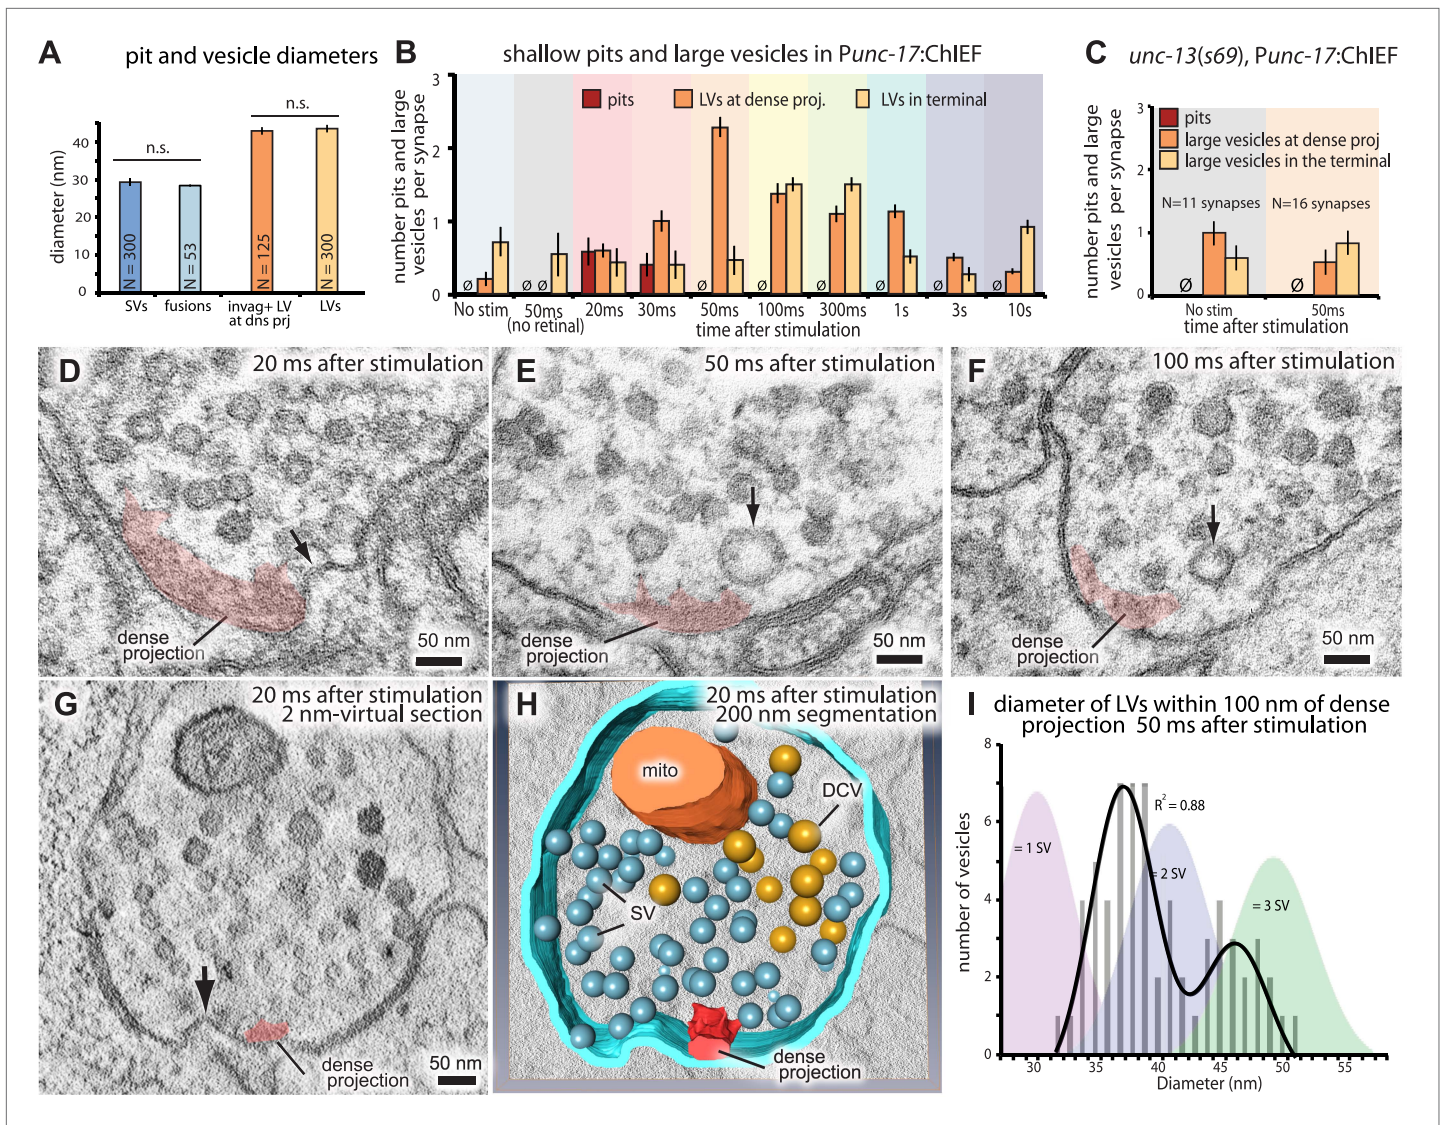 A
pit and vesicle diameters
n.s.
n.s.
diameter (nm)
40
30
20
10
0
N = 300
N = 53
N = 125
N = 300
SVs
fusions
invag+ LV
at dns prj
LVs
B
shallow pits and large vesicles in Punc-17:ChIEF
number pits and large
vesicles per synapse
3
2
1
0
pits
LVs at dense proj.
LVs in terminal
Ø
Ø Ø
Ø
Ø
Ø
Ø
Ø
Ø
No stim
50ms
(no retinal)
20ms
30ms
50ms
100ms
300ms
1s
3s
10s
time after stimulation
C
unc-13(s69), Punc-17:ChIEF
number pits and large
vesicles per synapse
3
2
1
0
pits
large vesicles at dense proj
large vesicles in the terminal
N=11 synapses
N=16 synapses
Ø
Ø
No stim
50ms
time after stimulation
D
20 ms after stimulation
dense
projection
50 nm
E
50 ms after stimulation
dense
projection
50 nm
F
100 ms after stimulation
dense
projection
50 nm
G
20 ms after stimulation
2 nm-virtual section
dense
projection
50 nm
H
20 ms after stimulation
200 nm segmentation
mito
DCV
SV
dense
projection
I
diameter of LVs within 100 nm of dense
projection 50 ms after stimulation
number of vesicles
8
6
4
2
0
R² = 0.88
= 1 SV
= 2 SV
= 3 SV
30
35
40
45
50
55
Diameter (nm)